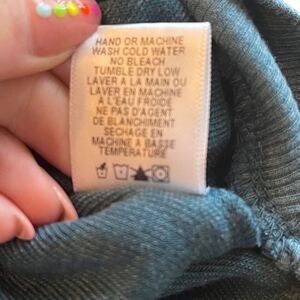 HAND OR MACHINE
WASH COLD WATER
NO BLEACH
TUMBLE DRY LOW
LAVER A LA MAIN OU
LAVER EN MACHINE
A L'EAU FROIDE
NE PAS D'AGENT
DE BLANCHIMENT
SECHAGE EN
MACHINE A BASSE
TEMPERATURE